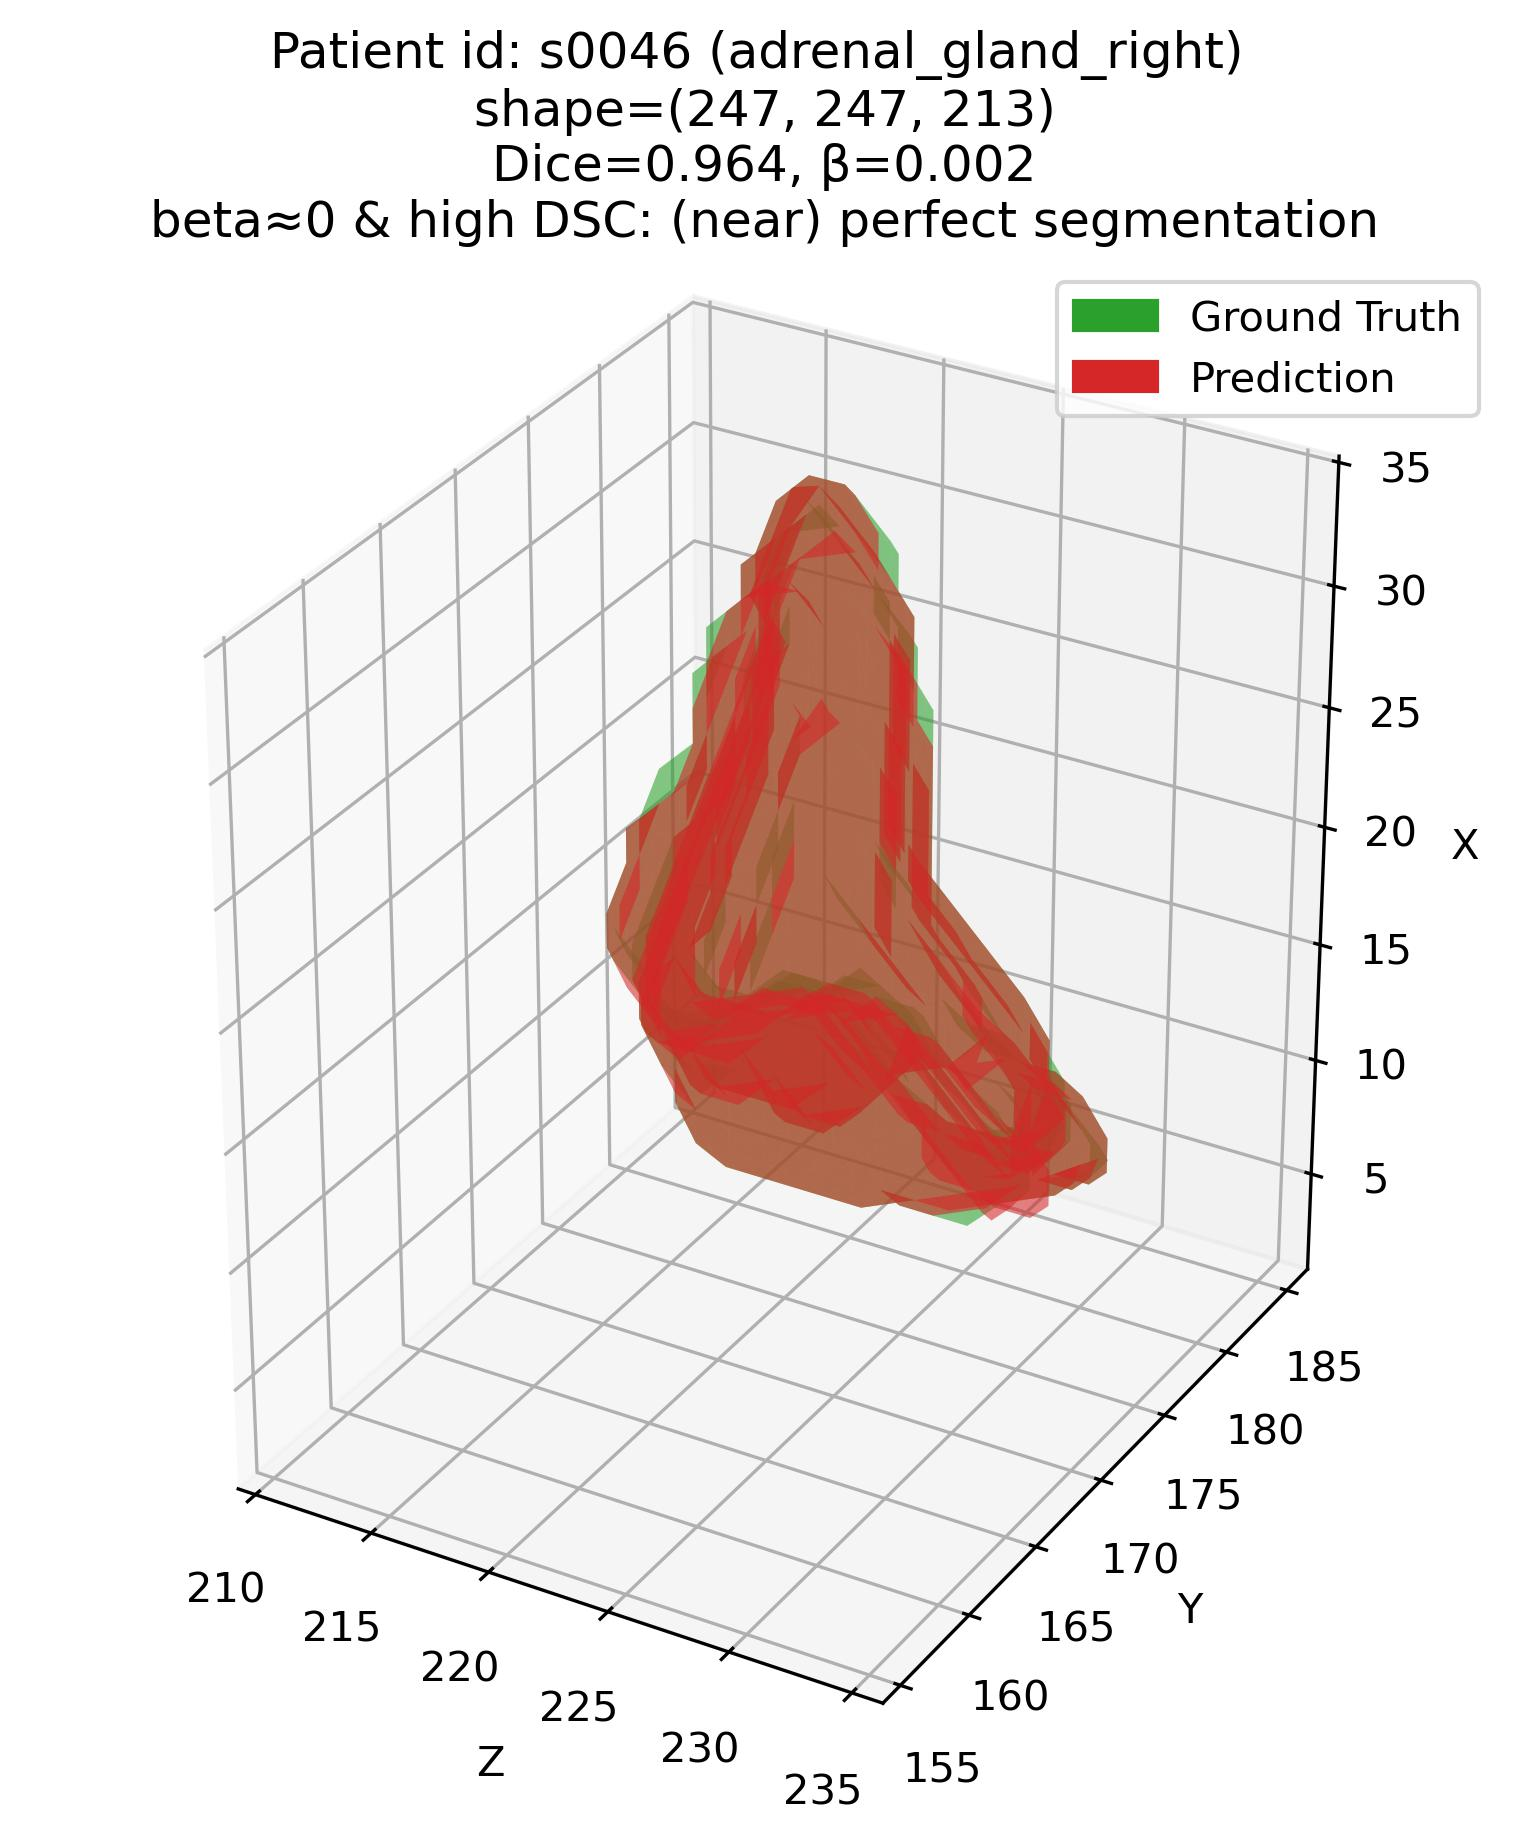 Patient id: s0046 (adrenal_gland_right)
shape=(247, 247, 213)
Dice=0.964, β=0.002
beta≈0 & high DSC: (near) perfect segmentation
Ground Truth
Prediction
35
30
25
20
X
15
10
5
185
180
175
170
Y
165
160
155
210
215
220
225
230
235
Z